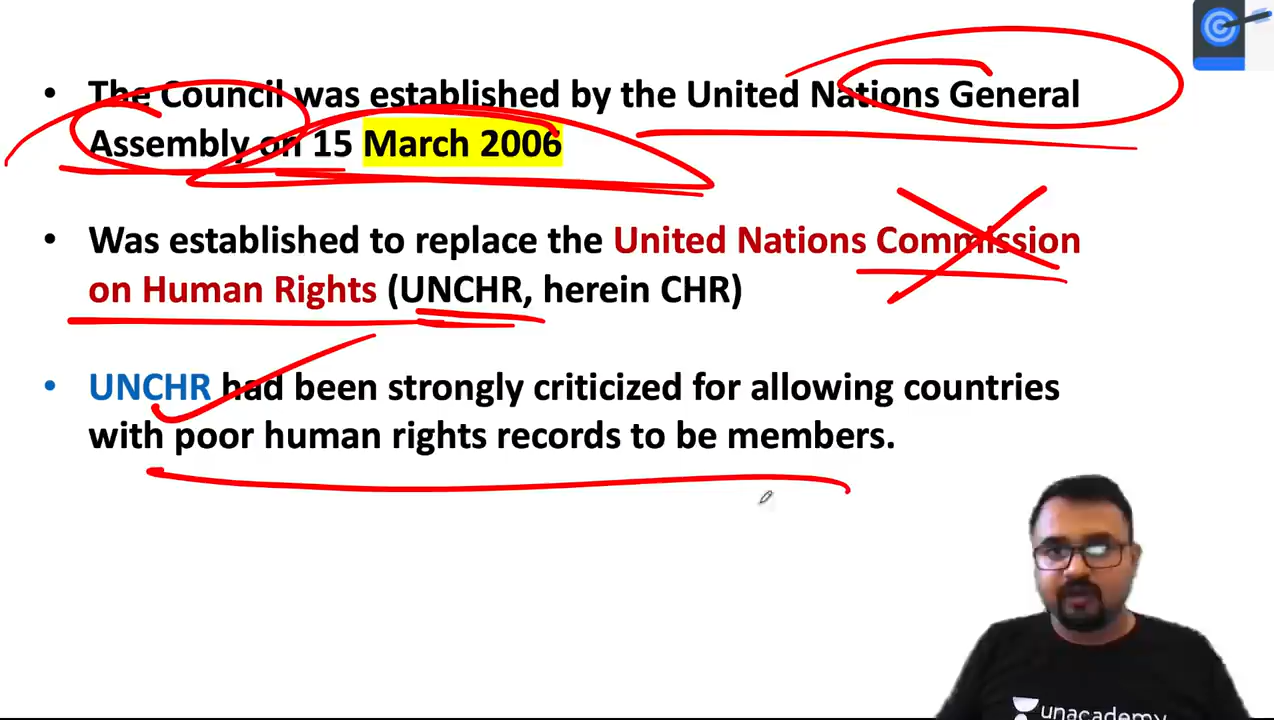 • The Council was established by the United Nations General
Assembly on 15 March 2006
• Was established to replace the United Nations Commission
on Human Rights (UNCHR, herein CHR)
• UNCHR had been strongly criticized for allowing countries
with poor human rights records to be members.
unacademy